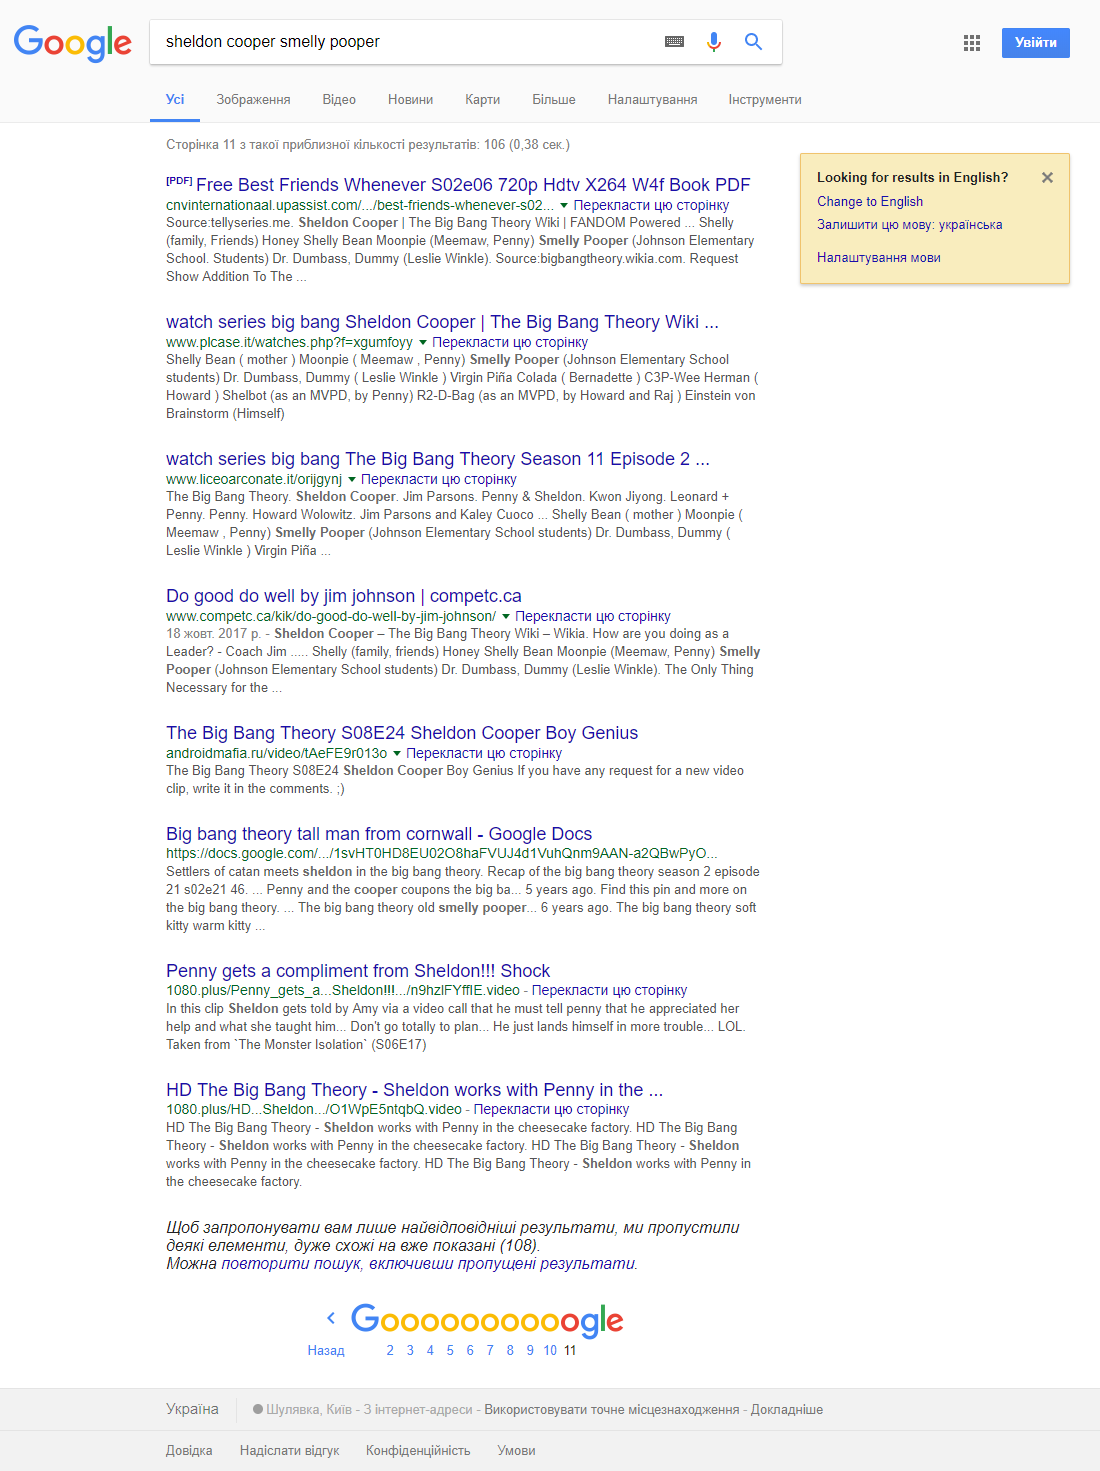 Google
sheldon cooper smelly pooper
Увійти
Усі Зображення Відео Новини Карти Більше Налаштування Інструменти
Сторінка 11 з такої приблизної кількості результатів: 106 (0,38 сек.)
Looking for results in English?
Change to English
Залишити цю мову: українська
Налаштування мови
[PDF] Free Best Friends Whenever S02e06 720p Hdtv X264 W4f Book PDF
cnvinternationaal.upassist.com/.../best-friends-whenever-s02... Перекласти цю сторінку
Source:tellyseries.me. Sheldon Cooper | The Big Bang Theory Wiki | FANDOM Powered ... Shelly
(family, Friends) Honey Shelly Bean Moonpie (Meemaw, Penny) Smelly Pooper (Johnson Elementary
School. Students) Dr. Dumbass, Dummy (Leslie Winkle). Source:bigbangtheory.wikia.com. Request
Show Addition To The ...
watch series big bang Sheldon Cooper | The Big Bang Theory Wiki ...
www.plcase.it/watches.php?f=xgumfoyy Перекласти цю сторінку
Shelly Bean ( mother ) Moonpie ( Meemaw , Penny) Smelly Pooper (Johnson Elementary School
students) Dr. Dumbass, Dummy ( Leslie Winkle ) Virgin Piña Colada ( Bernadette ) C3P-Wee Herman (
Howard ) Shelbot (as an MVPD, by Penny) R2-D-Bag (as an MVPD, by Howard and Raj ) Einstein von
Brainstorm (Himself)
watch series big bang The Big Bang Theory Season 11 Episode 2 ...
www.liceoarconate.it/orijgynj Перекласти цю сторінку
The Big Bang Theory. Sheldon Cooper. Jim Parsons. Penny & Sheldon. Kwon Jiyong. Leonard +
Penny. Penny. Howard Wolowitz. Jim Parsons and Kaley Cuoco ... Shelly Bean ( mother ) Moonpie (
Meemaw , Penny) Smelly Pooper (Johnson Elementary School students) Dr. Dumbass, Dummy (
Leslie Winkle ) Virgin Piña ...
Do good do well by jim johnson | competc.ca
www.competc.ca/kik/do-good-do-well-by-jim-johnson/ Перекласти цю сторінку
18 жовт. 2017 р. - Sheldon Cooper – The Big Bang Theory Wiki – Wikia. How are you doing as a
Leader? - Coach Jim ..... Shelly (family, friends) Honey Shelly Bean Moonpie (Meemaw, Penny) Smelly
Pooper (Johnson Elementary School students) Dr. Dumbass, Dummy (Leslie Winkle). The Only Thing
Necessary for the ...
The Big Bang Theory S08E24 Sheldon Cooper Boy Genius
androidmafia.ru/video/tAeFE9r013o Перекласти цю сторінку
The Big Bang Theory S08E24 Sheldon Cooper Boy Genius If you have any request for a new video
clip, write it in the comments. ;)
Big bang theory tall man from cornwall - Google Docs
https://docs.google.com/.../1svHT0HD8EU02O8haFVUJ4d1VuhQnm9AAN-a2QBwPyO...
Settlers of catan meets sheldon in the big bang theory. Recap of the big bang theory season 2 episode
21 s02e21 46. ... Penny and the cooper coupons the big ba... 5 years ago. Find this pin and more on
the big bang theory. ... The big bang theory old smelly pooper... 6 years ago. The big bang theory soft
kitty warm kitty ...
Penny gets a compliment from Sheldon!!! Shock
1080.plus/Penny_gets_a...Sheldon!!!.../n9hzlFYfflE.video - Перекласти цю сторінку
In this clip Sheldon gets told by Amy via a video call that he must tell penny that he appreciated her
help and what she taught him... Don't go totally to plan... He just lands himself in more trouble... LOL.
Taken from `The Monster Isolation` (S06E17)
HD The Big Bang Theory - Sheldon works with Penny in the ...
1080.plus/HD...Sheldon.../O1WpE5ntqbQ.video - Перекласти цю сторінку
HD The Big Bang Theory - Sheldon works with Penny in the cheesecake factory. HD The Big Bang
Theory - Sheldon works with Penny in the cheesecake factory. HD The Big Bang Theory - Sheldon
works with Penny in the cheesecake factory. HD The Big Bang Theory - Sheldon works with Penny in
the cheesecake factory.
Щоб запропонувати вам лише найвідповідніші результати, ми пропустили
деякі елементи, дуже схожі на вже показані (108).
Можна повторити пошук, включивши пропущені результати.
Goooooooooogle
Назад 2 3 4 5 6 7 8 9 10 11
Україна Шулявка, Київ - З інтернет-адреси - Використовувати точне місцезнаходження - Докладніше
Довідка Надіслати відгук Конфіденційність Умови